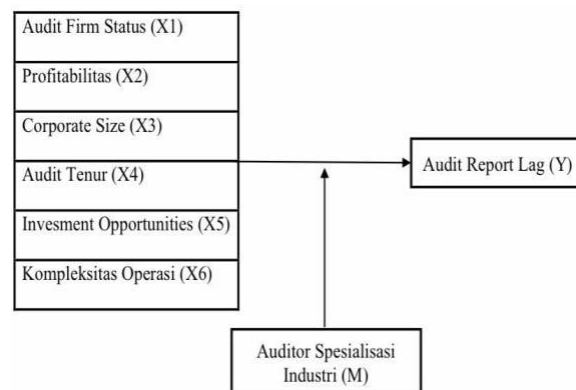 Audit Firm Status (X1)
Profitabilitas (X2)
Corporate Size (X3)
Audit Tenur (X4)
Invesment Opportunities (X5)
Kompleksitas Operasi (X6)
Audit Report Lag (Y)
Auditor Spesialisasi
Industri (M)